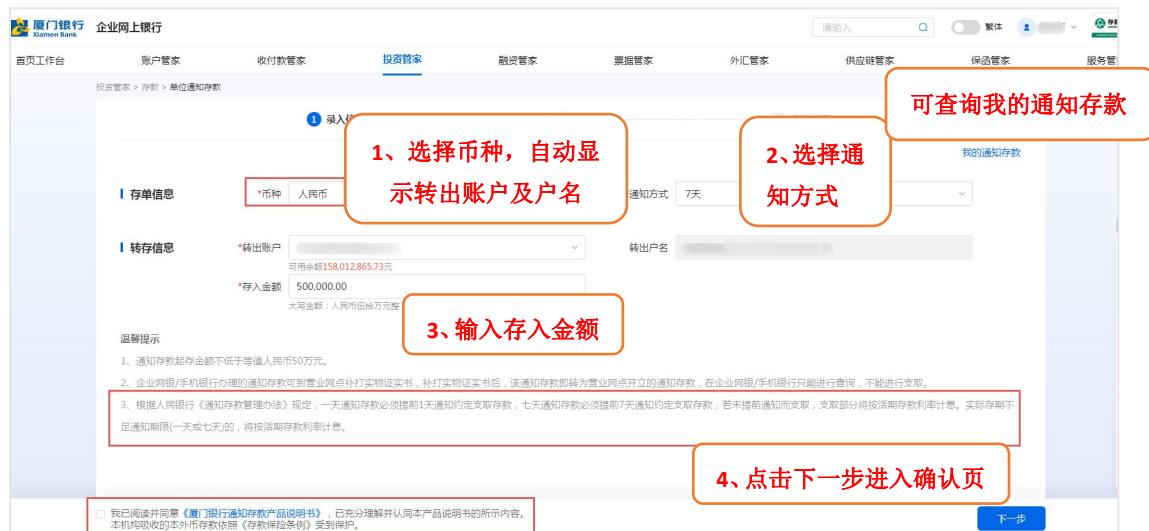 厦门银行
Xiamen Bank
企业网上银行
请输入
繁体
首页工作台
账户管家
收付款管家
投资管家
融资管家
票据管家
外汇管家
供应链管家
保函管家
服务管
投资管家 > 存款 > 单位通知存款
可查询我的通知存款
1 录入信
1、选择币种，自动显
示转出账户及户名
2、选择通
知方式
我的通知存款
存单信息
*币种
人民币
通知方式
7天
转存信息
*转出账户
转出户名
可用余额158,012,865.73元
*存入金额
500,000.00
大写金额：人民币伍拾万元整
3、输入存入金额
温馨提示
1、通知存款起存金额不低于等值人民币50万元。
2、企业网银/手机银行办理的通知存款可到营业网点补打实物证实书，补打实物证实书后，该通知存款即转为营业网点开立的通知存款，在企业网银/手机银行只能进行查询，不能进行支取。
3、根据人民银行《通知存款管理办法》规定，一天通知存款必须提前1天通知约定支取存款，七天通知存款必须提前7天通知约定支取存款，若未提前通知而支取，支取部分将按活期存款利率计息。实际存期不
足通知期限(一天或七天)的，将按活期存款利率计息。
4、点击下一步进入确认页
我已阅读并同意《厦门银行通知存款产品说明书》，已充分理解并认同本产品说明书的所示内容。
本机构吸收的本外币存款依照《存款保险条例》受到保护。
下一步